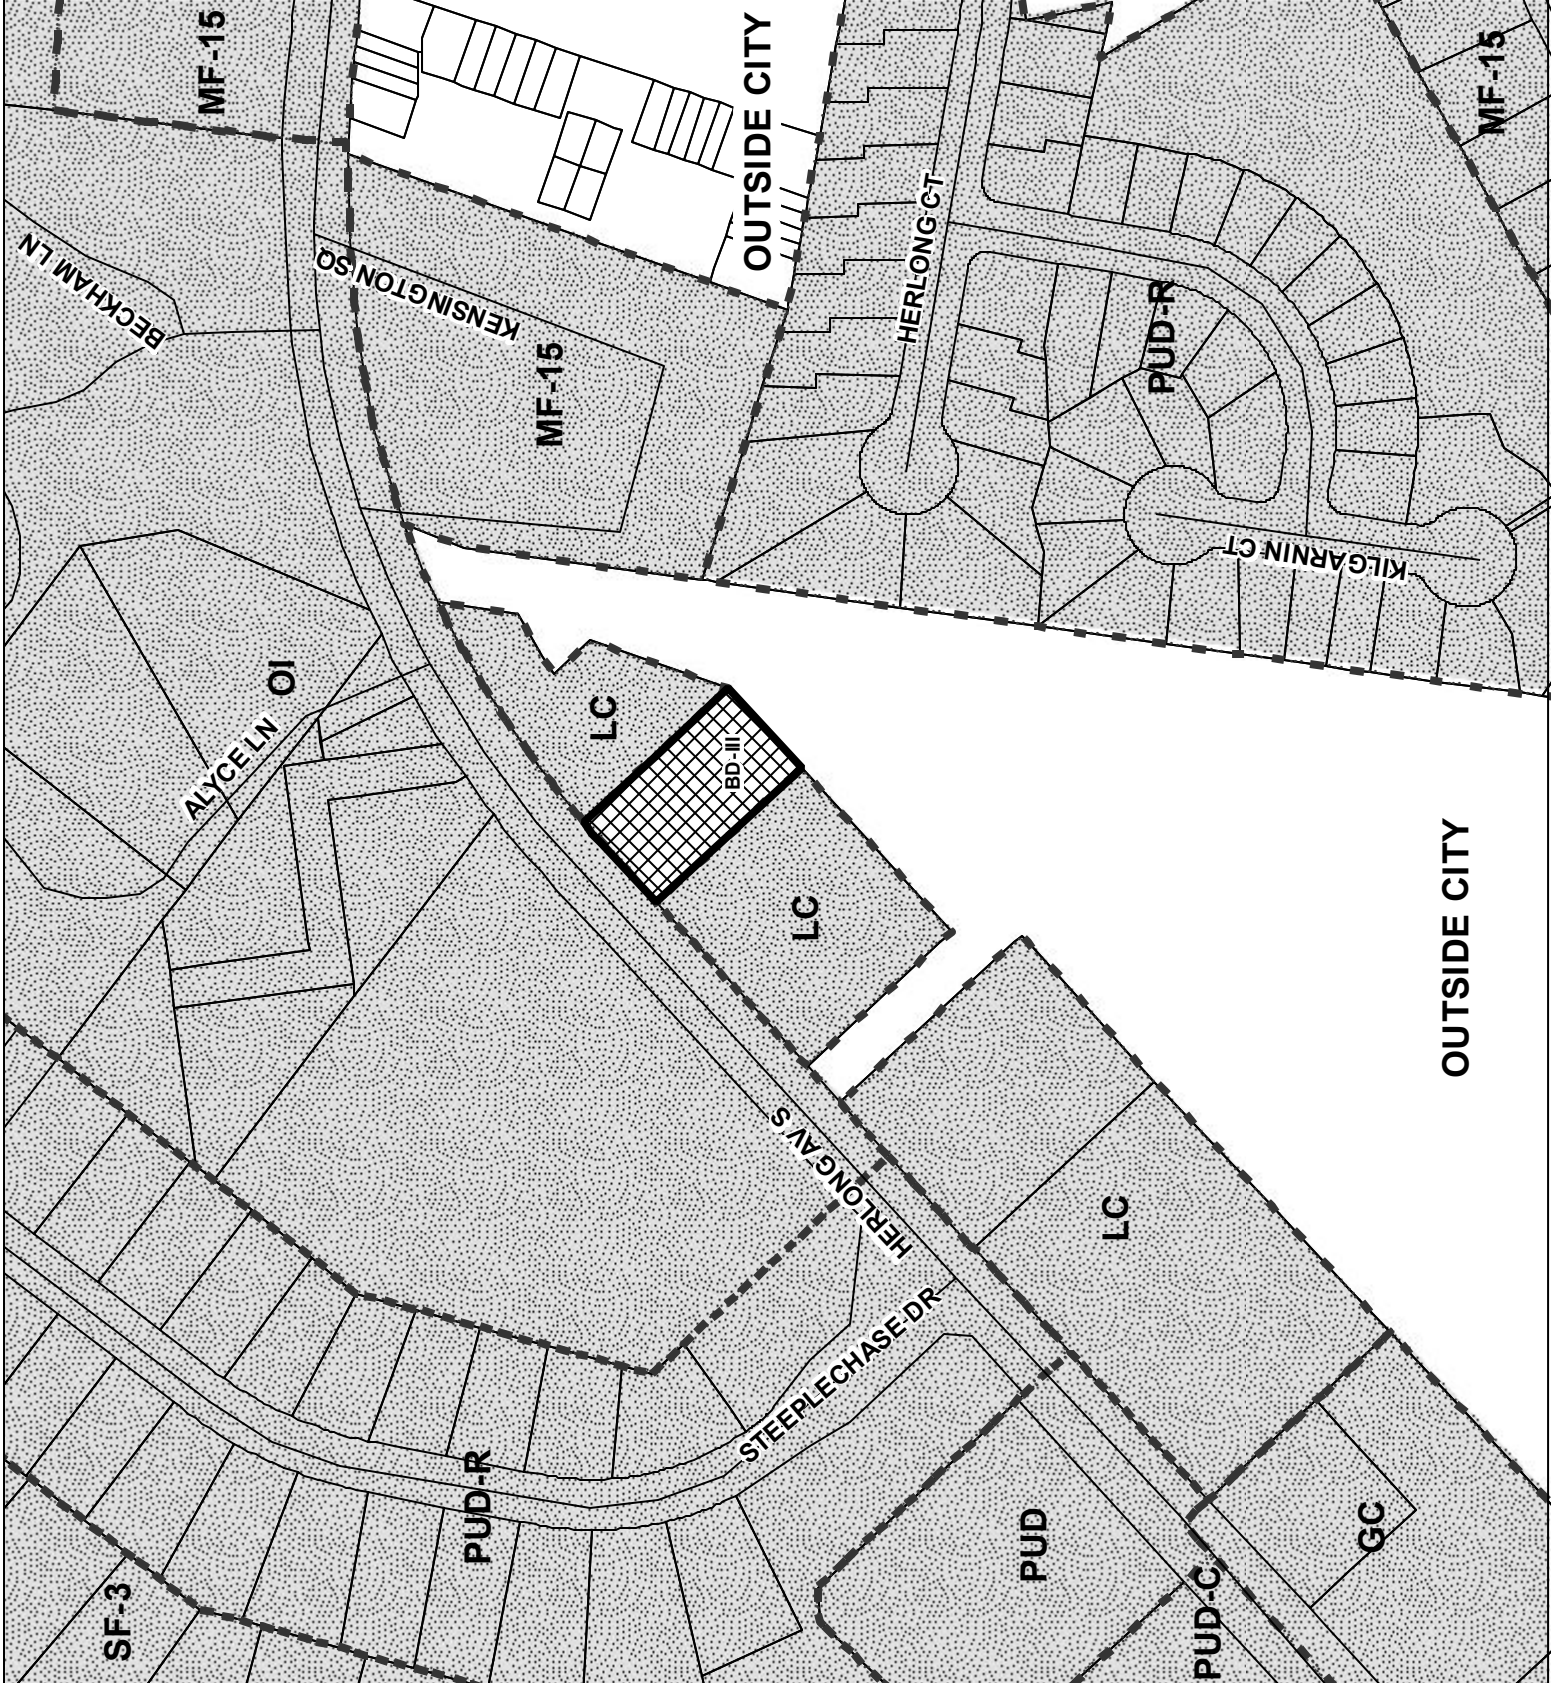 MF-15
OUTSIDE CITY
MF-15
BECKHAM LN
KENSINGTON SQ
HERLONG CT
MF-15
PUD-R
KILGARNIN CT
OI
ALYCE LN
LC
BD-III
LC
OUTSIDE CITY
HERLONG AV S
LC
STEEPLECHASE DR
PUD-R
SF-3
PUD
GC
PUD-C